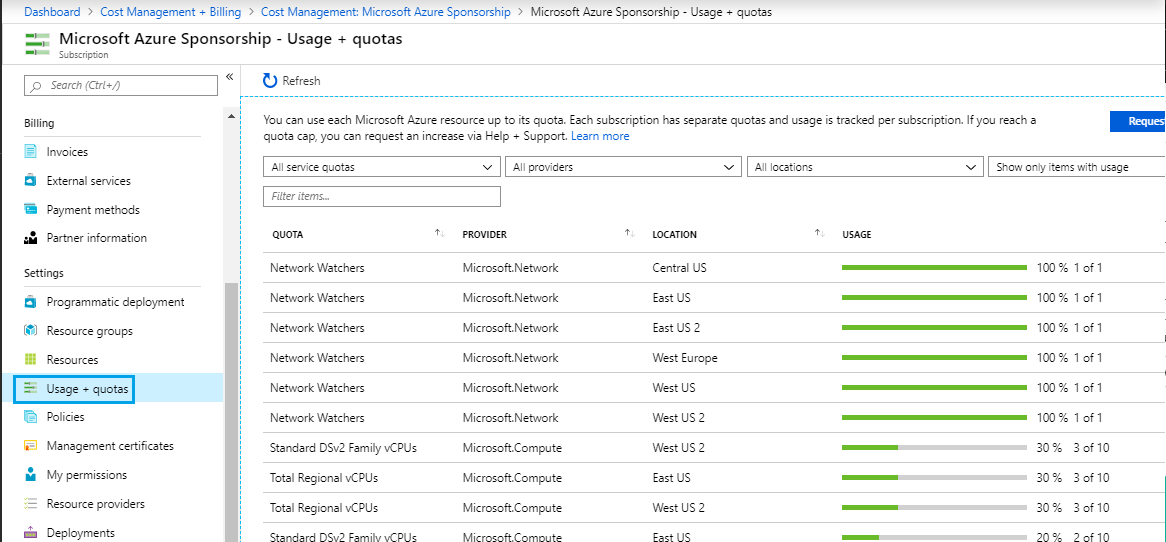 Dashboard > Cost Management + Billing > Cost Management: Microsoft Azure Sponsorship > Microsoft Azure Sponsorship - Usage + quotas
Microsoft Azure Sponsorship - Usage + quotas
Subscription
Search (Ctrl+/)
«
Billing
Invoices
External services
Payment methods
Partner information
Settings
Programmatic deployment
Resource groups
Resources
Usage + quotas
Policies
Management certificates
My permissions
Resource providers
Deployments
Refresh
You can use each Microsoft Azure resource up to its quota. Each subscription has separate quotas and usage is tracked per subscription. If you reach a
quota cap, you can request an increase via Help + Support. Learn more
Reques
All service quotas All providers All locations Show only items with usage
Filter items...
QUOTA PROVIDER LOCATION USAGE
Network Watchers Microsoft.Network Central US 100 % 1 of 1
Network Watchers Microsoft.Network East US 100 % 1 of 1
Network Watchers Microsoft.Network East US 2 100 % 1 of 1
Network Watchers Microsoft.Network West Europe 100 % 1 of 1
Network Watchers Microsoft.Network West US 100 % 1 of 1
Network Watchers Microsoft.Network West US 2 100 % 1 of 1
Standard DSv2 Family vCPUs Microsoft.Compute West US 2 30 % 3 of 10
Total Regional vCPUs Microsoft.Compute East US 30 % 3 of 10
Total Regional vCPUs Microsoft.Compute West US 2 30 % 3 of 10
Standard DSv2 Family vCPUs Microsoft.Compute East US 20 % 2 of 10